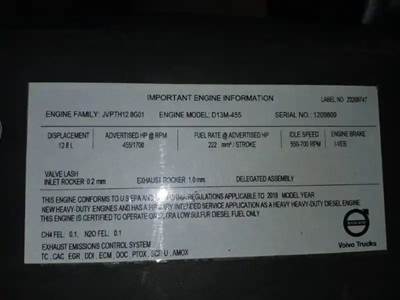 IMPORTANT ENGINE INFORMATION
LABEL NO:
ENGINE FAMILY: JVPTH12.8G01 ENGINE MODEL: D13M-455 SERIAL NO.: 1209809
DISPLACEMENT ADVERTISED HP @ RPM FUEL RATE @ ADVERTISED HP IDLE SPEED ENGINE BRAKE
12.8 L 455/1700 222 mm³ / STROKE 550-700 RPM I-VEB
VALVE LASH
INLET ROCKER 0.2 mm EXHAUST ROCKER 1.0 mm DELEGATED ASSEMBLY
THIS ENGINE CONFORMS TO U.S EPA AND REGULATIONS APPLICABLE TO 2018 MODEL YEAR
NEW HEAVY-DUTY ENGINES AND HAS A PRIMARY INTENDED SERVICE APPLICATION AS A HEAVY HEAVY-DUTY DIESEL ENGINE
THIS ENGINE IS CERTIFIED TO OPERATE ON ULTRA LOW SULFUR DIESEL FUEL ONLY
CH4 FEL: 0.1, N2O FEL: 0.1
EXHAUST EMISSIONS CONTROL SYSTEM
TC, CAC, EGR, DDI, ECM, DOC, PTOX, SCR-U, AMOX
Volvo Trucks